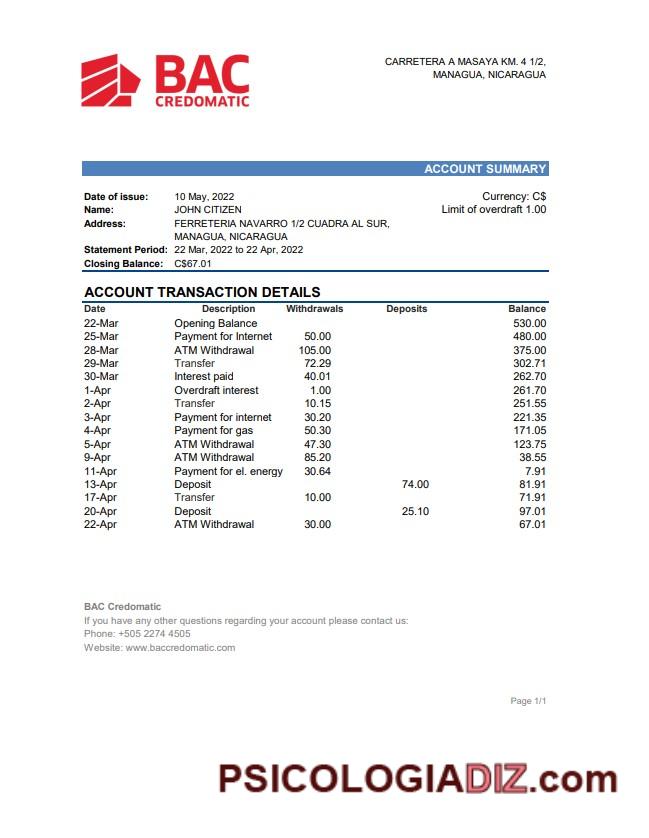 BAC
CREDOMATIC
CARRETERA A MASAYA KM. 4 1/2,
MANAGUA, NICARAGUA
ACCOUNT SUMMARY
Date of issue: 10 May, 2022 Currency: C$
Name: JOHN CITIZEN Limit of overdraft 1.00
Address: FERRETERIA NAVARRO 1/2 CUADRA AL SUR,
MANAGUA, NICARAGUA
Statement Period: 22 Mar, 2022 to 22 Apr, 2022
Closing Balance: C$67.01
ACCOUNT TRANSACTION DETAILS
Date Description Withdrawals Deposits Balance
22-Mar Opening Balance 530.00
25-Mar Payment for Internet 50.00 480.00
28-Mar ATM Withdrawal 105.00 375.00
29-Mar Transfer 72.29 302.71
30-Mar Interest paid 40.01 262.70
1-Apr Overdraft interest 1.00 261.70
2-Apr Transfer 10.15 251.55
3-Apr Payment for internet 30.20 221.35
4-Apr Payment for gas 50.30 171.05
5-Apr ATM Withdrawal 47.30 123.75
9-Apr ATM Withdrawal 85.20 38.55
11-Apr Payment for el. energy 30.64 7.91
13-Apr Deposit 74.00 81.91
17-Apr Transfer 10.00 71.91
20-Apr Deposit 25.10 97.01
22-Apr ATM Withdrawal 30.00 67.01
BAC Credomatic
If you have any other questions regarding your account please contact us:
Phone: +505 2274 4505
Website: www.baccredomatic.com
Page 1/1
PSICOLOGIADIZ.com